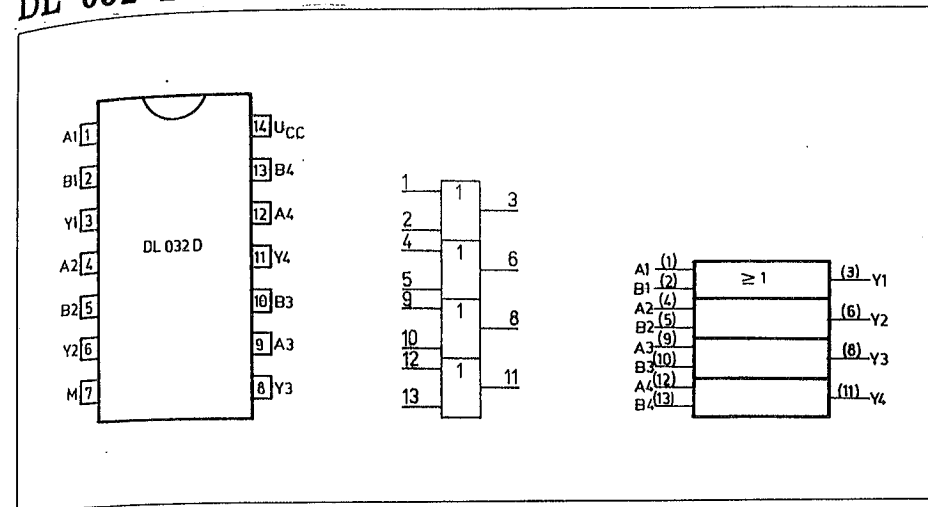 DL 032 D
A1 1
B1 2
Y1 3
A2 4
B2 5
Y2 6
M 7
14 UCC
13 B4
12 A4
11 Y4
10 B3
9 A3
8 Y3
DL 032 D
1
2
1
3
4
5
1
6
9
10
1
8
12
13
1
11
A1 (1)
B1 (2)
A2 (4)
B2 (5)
A3 (9)
B3 (10)
A4 (12)
B4 (13)
≥ 1
(3) Y1
(6) Y2
(8) Y3
(11) Y4